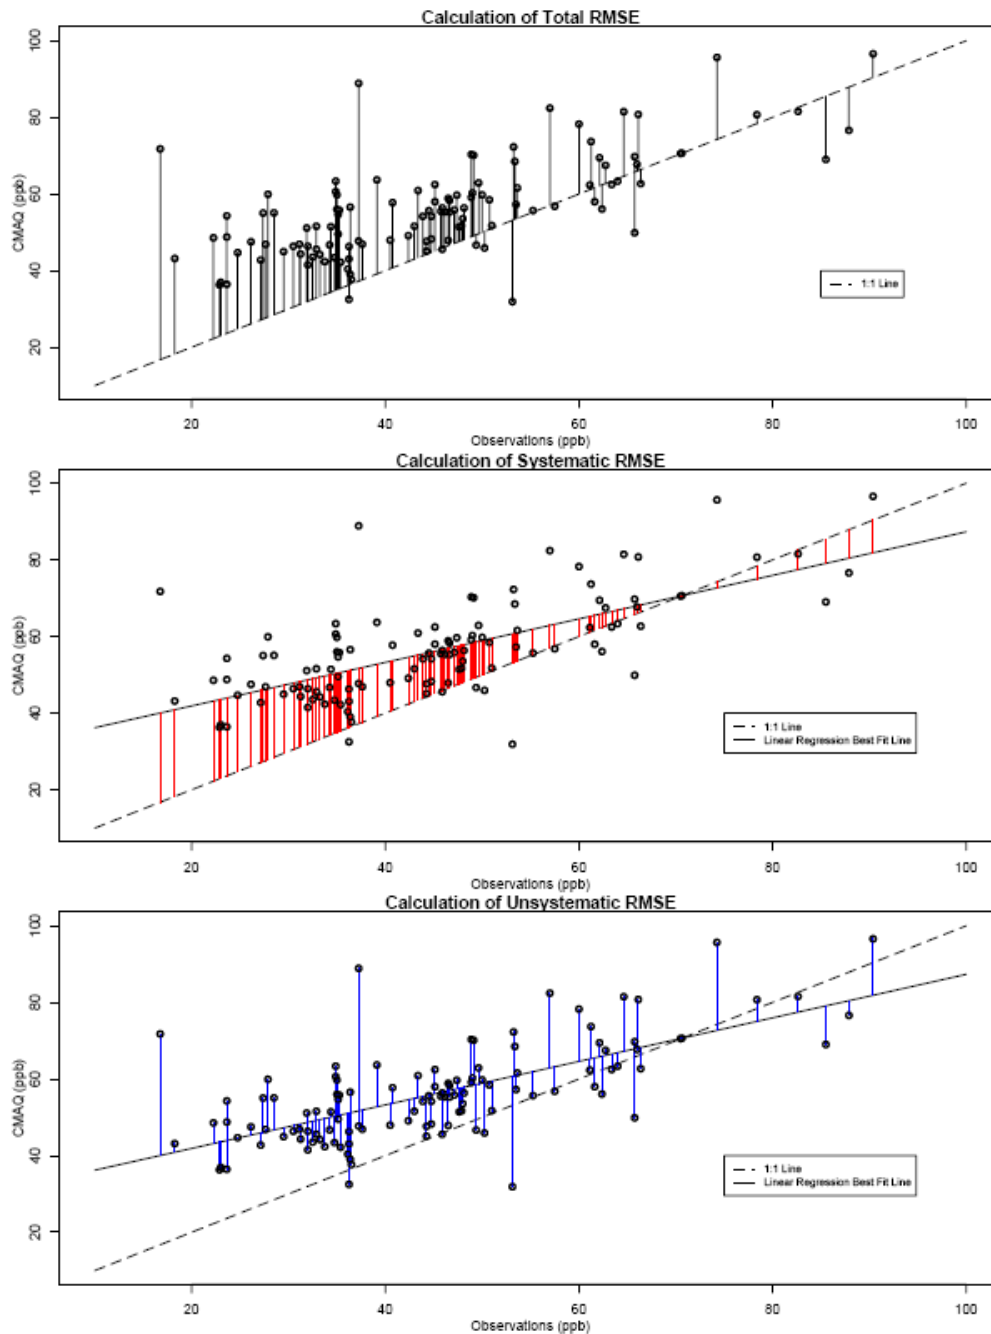 Calculation of Total RMSE
CMAQ (ppb)
100
80
60
40
20
1:1 Line
20 40 60 80 100
Observations (ppb)
Calculation of Systematic RMSE
CMAQ (ppb)
100
80
60
40
20
1:1 Line
Linear Regression Best Fit Line
20 40 60 80 100
Observations (ppb)
Calculation of Unsystematic RMSE
CMAQ (ppb)
100
80
60
40
20
1:1 Line
Linear Regression Best Fit Line
20 40 60 80 100
Observations (ppb)